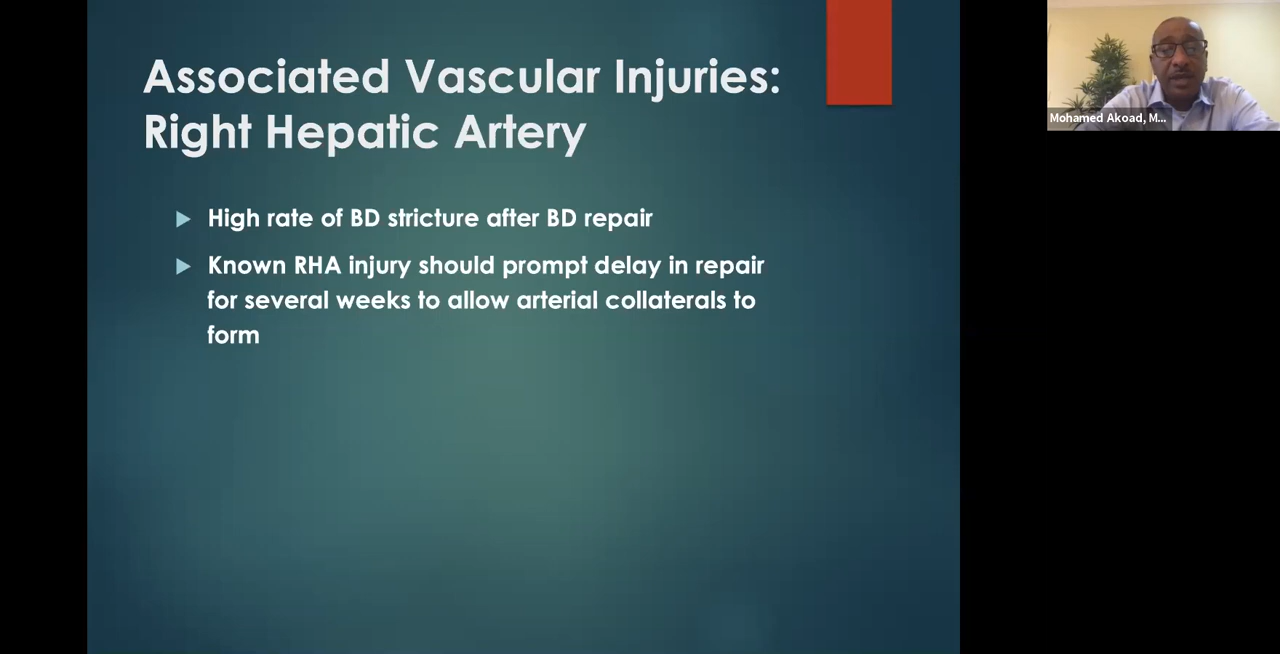 Associated Vascular Injuries:
Right Hepatic Artery
High rate of BD stricture after BD repair
Known RHA injury should prompt delay in repair
for several weeks to allow arterial collaterals to
form
Mohamed Akoad, M...